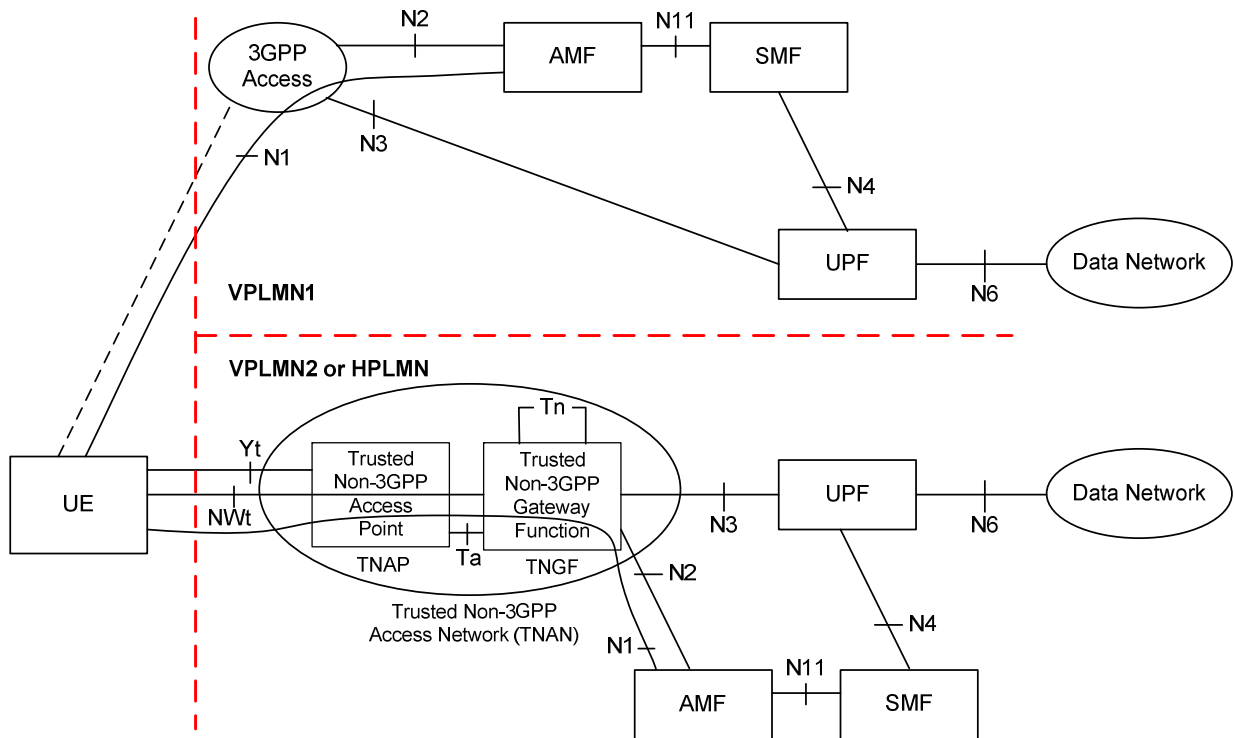 N2
N11
3GPP
Access
AMF
SMF
N3
N1
N4
UPF
Data Network
N6
VPLMN1
VPLMN2 or HPLMN
Tn
Yt
Trusted
Non-3GPP
Access
Point
Trusted
Non-3GPP
Gateway
Function
UE
NWt
UPF
Data Network
N3
N6
Ta
TNAP
TNGF
N2
Trusted Non-3GPP
Access Network (TNAN)
N4
N1
N11
AMF
SMF